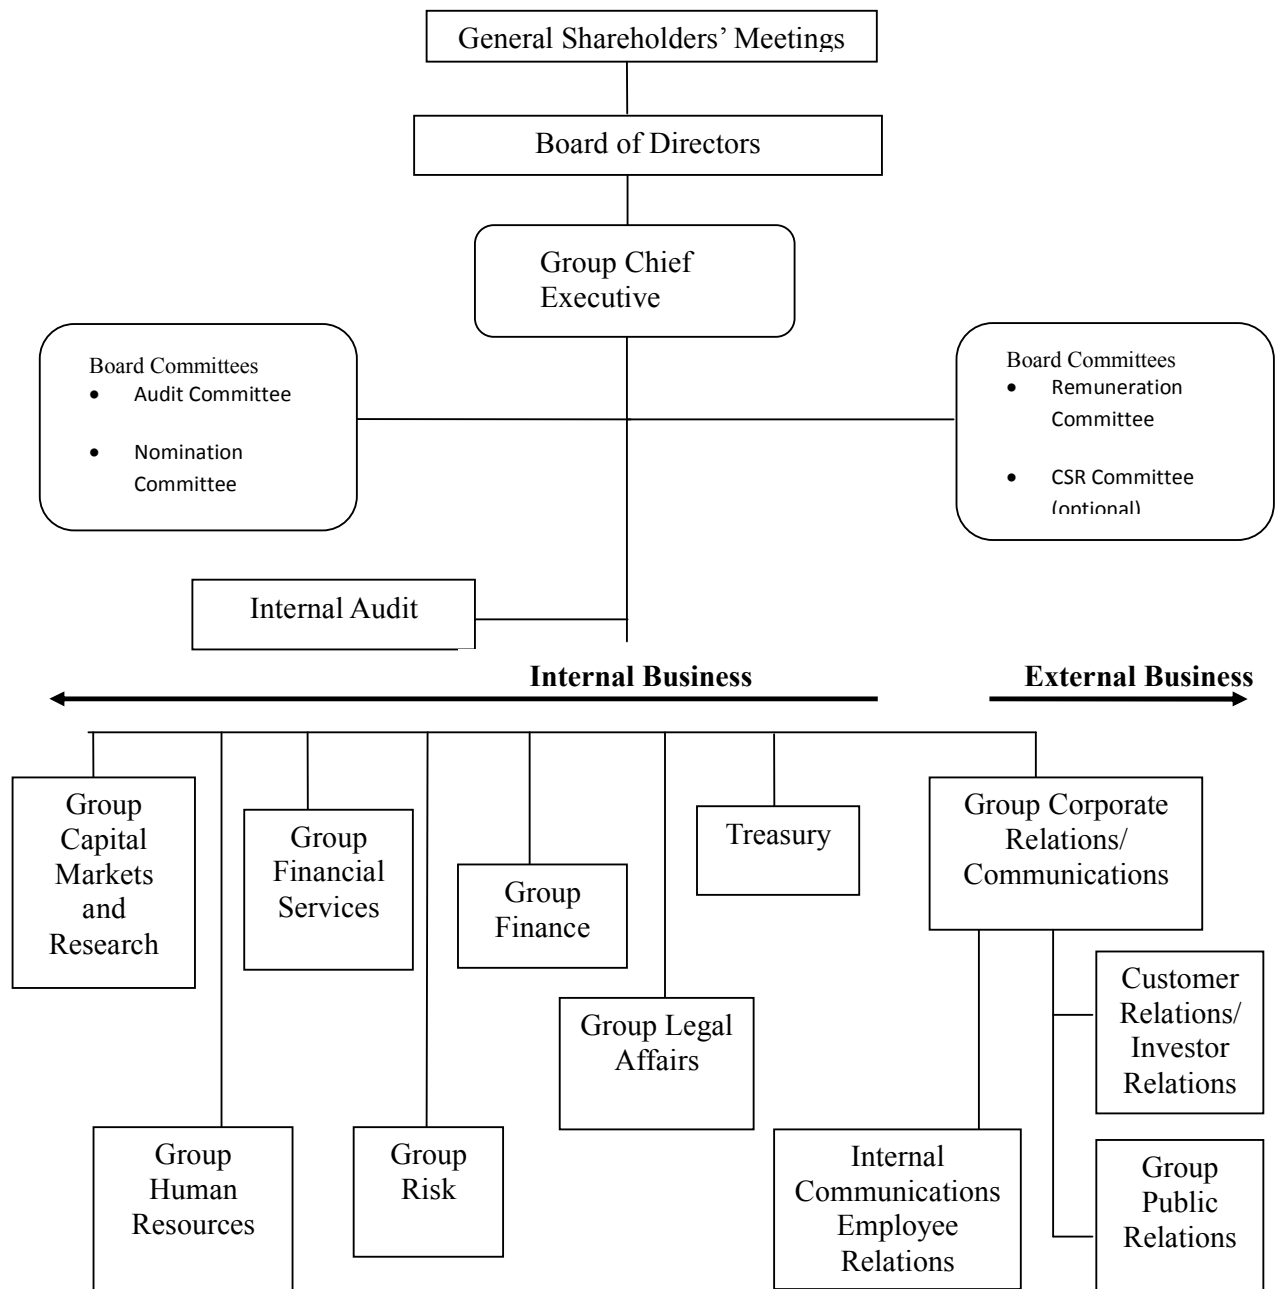 General Shareholders’ Meetings
Board of Directors
Group Chief
Executive
Board Committees
• Audit Committee
• Nomination
Committee
Board Committees
• Remuneration
Committee
• CSR Committee
(optional)
Internal Audit
Internal Business
External Business
Group
Capital
Markets
and
Research
Group
Financial
Services
Group
Finance
Treasury
Group Corporate
Relations/
Communications
Group Legal
Affairs
Customer
Relations/
Investor
Relations
Group
Human
Resources
Group
Risk
Internal
Communications
Employee
Relations
Group
Public
Relations